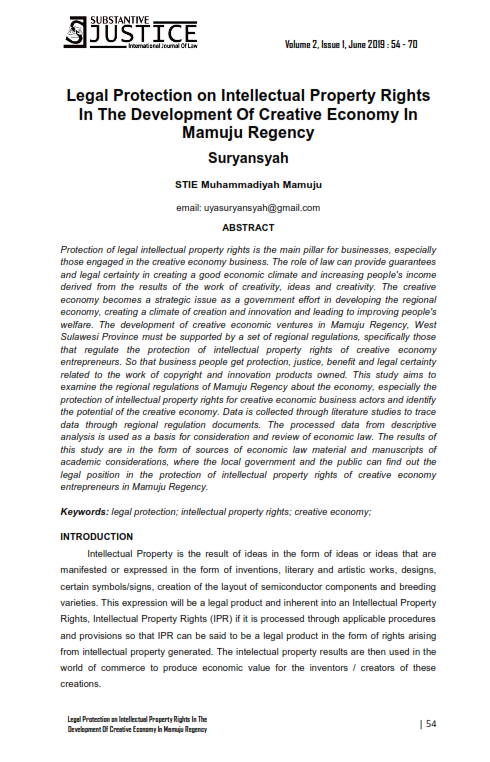 SUBSTANTIVE
JUSTICE
International Journal Of Law
Volume 2, Issue 1, June 2019 : 54 - 70
Legal Protection on Intellectual Property Rights
In The Development Of Creative Economy In
Mamuju Regency
Suryansyah
STIE Muhammadiyah Mamuju
email: uyasuryansyah@gmail.com
ABSTRACT
Protection of legal intellectual property rights is the main pillar for businesses, especially
those engaged in the creative economy business. The role of law can provide guarantees
and legal certainty in creating a good economic climate and increasing people's income
derived from the results of the work of creativity, ideas and creativity. The creative
economy becomes a strategic issue as a government effort in developing the regional
economy, creating a climate of creation and innovation and leading to improving people's
welfare. The development of creative economic ventures in Mamuju Regency, West
Sulawesi Province must be supported by a set of regional regulations, specifically those
that regulate the protection of intellectual property rights of creative economy
entrepreneurs. So that business people get protection, justice, benefit and legal certainty
related to the work of copyright and innovation products owned. This study aims to
examine the regional regulations of Mamuju Regency about the economy, especially the
protection of intellectual property rights for creative economic business actors and identify
the potential of the creative economy. Data is collected through literature studies to trace
data through regional regulation documents. The processed data from descriptive
analysis is used as a basis for consideration and review of economic law. The results of
this study are in the form of sources of economic law material and manuscripts of
academic considerations, where the local government and the public can find out the
legal position in the protection of intellectual property rights of creative economy
entrepreneurs in Mamuju Regency.
Keywords: legal protection; intellectual property rights; creative economy;
INTRODUCTION
Intellectual Property is the result of ideas in the form of ideas or ideas that are
manifested or expressed in the form of inventions, literary and artistic works, designs,
certain symbols/signs, creation of the layout of semiconductor components and breeding
varieties. This expression will be a legal product and inherent into an Intellectual Property
Rights, Intellectual Property Rights (IPR) if it is processed through applicable procedures
and provisions so that IPR can be said to be a legal product in the form of rights arising
from intellectual property generated. The intelectual property results are then used in the
world of commerce to produce economic value for the inventors / creators of these
creations.
Legal Protection on Intellectual Property Rights In The
Development Of Creative Economy In Mamuju Regency
| 54